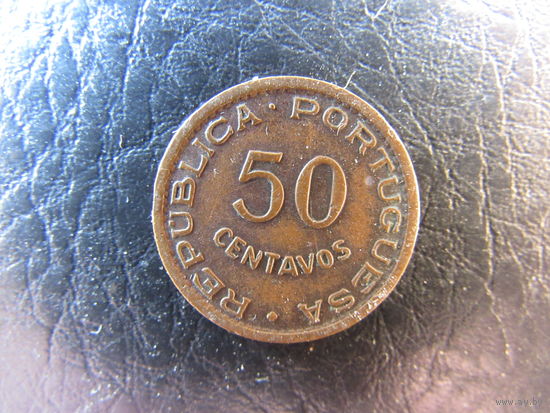 REPUBLICA · PORTUGUESA ·
50
CENTAVOS
www.ay.by